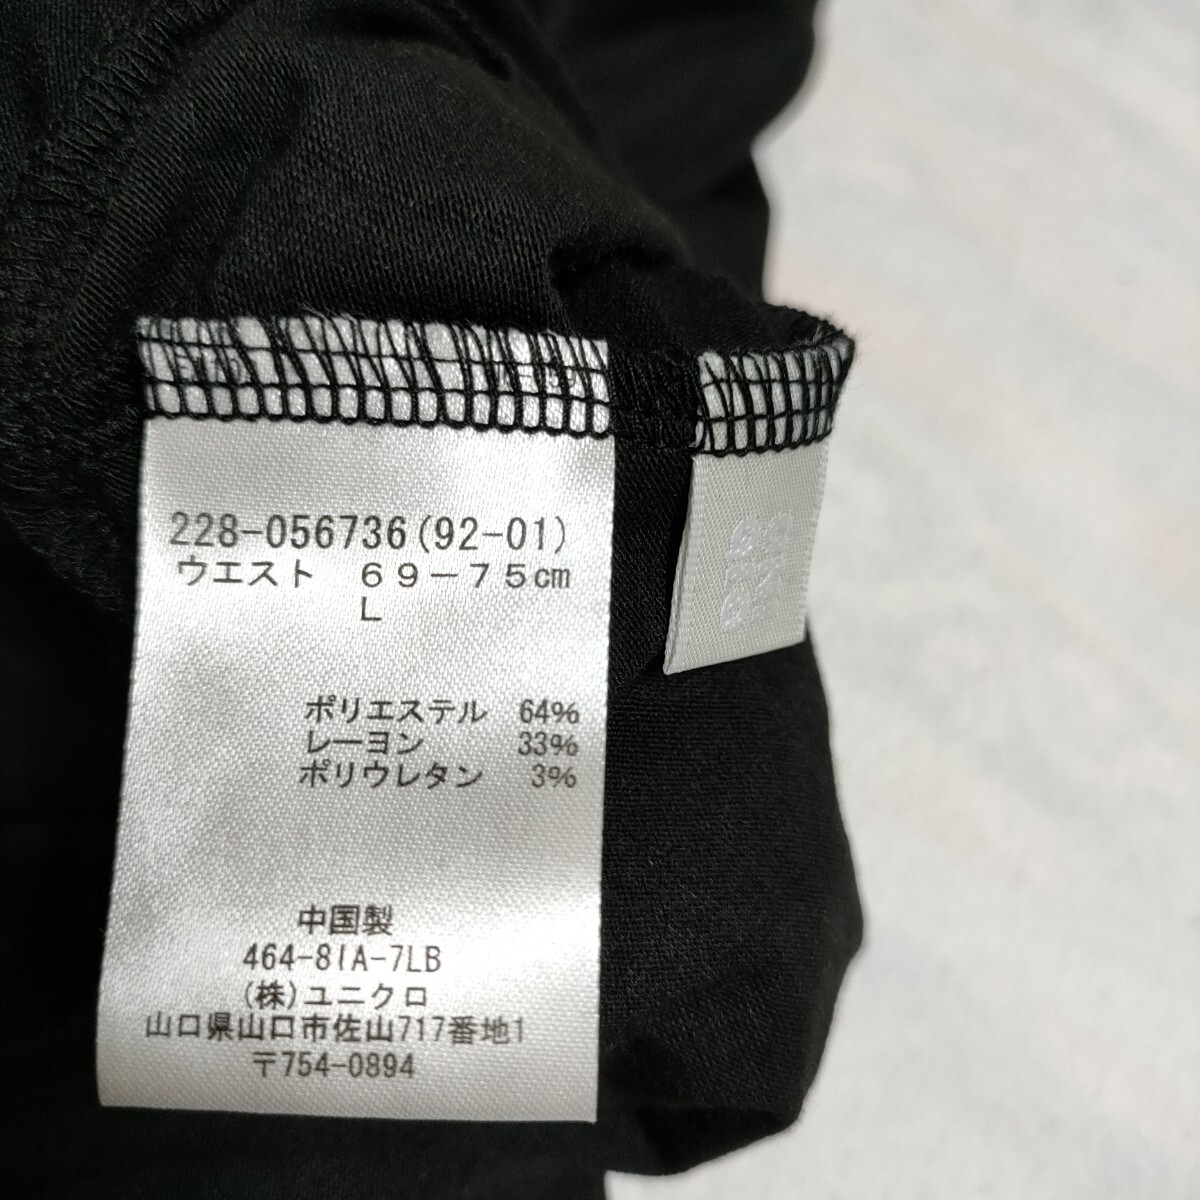 228-056736(92-01)
ウエスト 69-75cm
L
ポリエステル 64%
レーヨン 33%
ポリウレタン 3%
中国製
464-8IA-7LB
(株)ユニクロ
山口県山口市佐山717番地1
〒754-0894